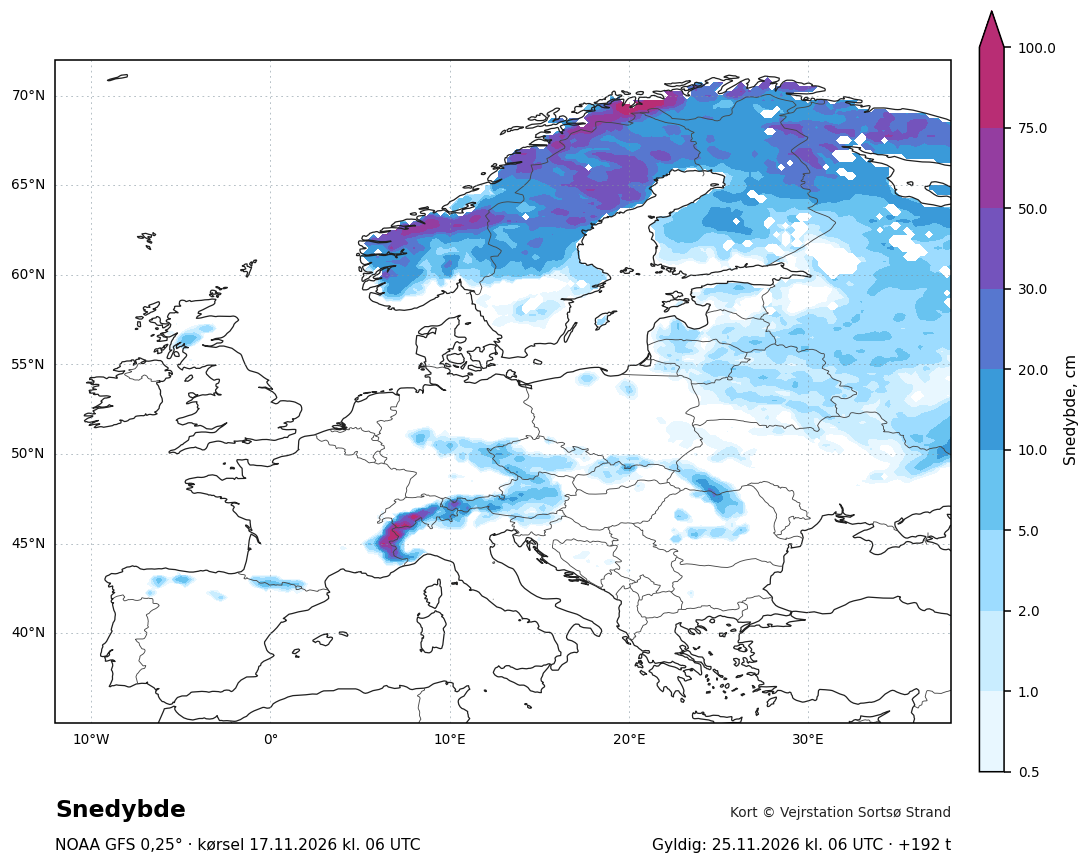 100.0
75.0
50.0
30.0
20.0
10.0
5.0
2.0
1.0
0.5
Snedybde, cm
70°N
65°N
60°N
55°N
50°N
45°N
40°N
10°W 0° 10°E 20°E 30°E
Snedybde
Kort © Vejrstation Sortsø Strand
NOAA GFS 0,25° · kørsel 17.11.2026 kl. 06 UTC
Gyldig: 25.11.2026 kl. 06 UTC · +192 t